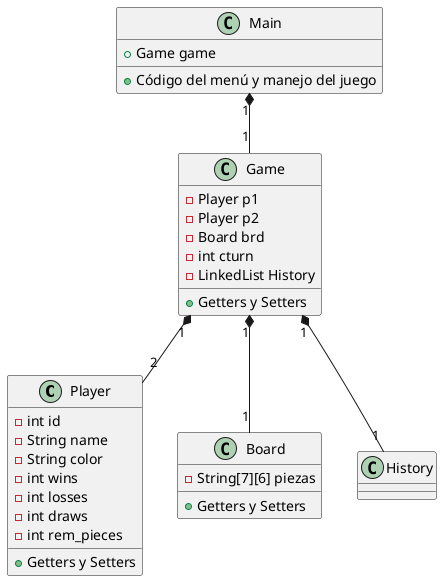 C Main
Game game
Código del menú y manejo del juego
1
1
C Game
Player p1
Player p2
Board brd
int cturn
LinkedList History
Getters y Setters
1
1
1
2
1
1
C Player
int id
String name
String color
int wins
int losses
int draws
int rem_pieces
Getters y Setters
C Board
String[7][6] piezas
Getters y Setters
C History